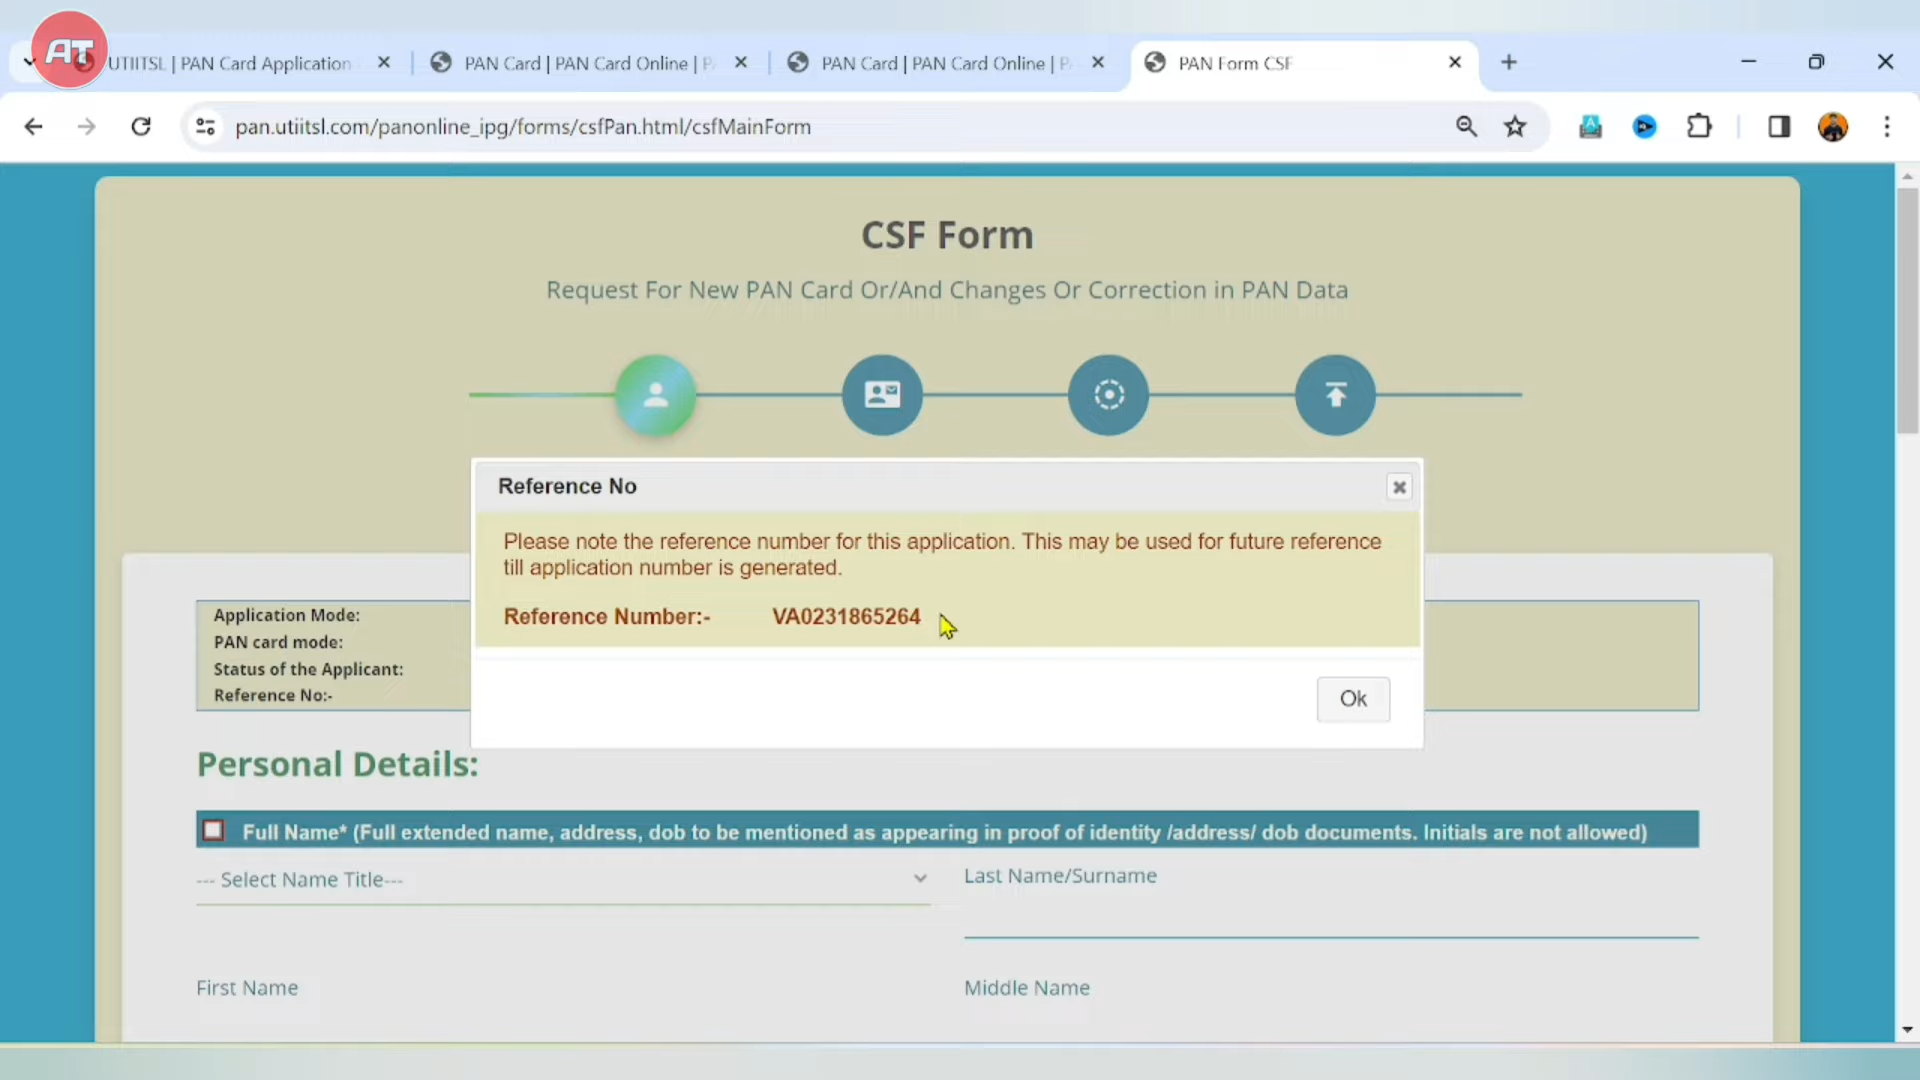 AT
UTIITSL | PAN Card Application
PAN Card | PAN Card Online | P
PAN Card | PAN Card Online | P
PAN Form CSF
pan.utiitsl.com/panonline_ipg/forms/csfPan.html/csfMainForm
CSF Form
Request For New PAN Card Or/And Changes Or Correction in PAN Data
Reference No
Please note the reference number for this application. This may be used for future reference
till application number is generated.
Reference Number:- VA0231865264
Ok
Application Mode:
PAN card mode:
Status of the Applicant:
Reference No:-
Personal Details:
Full Name* (Full extended name, address, dob to be mentioned as appearing in proof of identity /address/ dob documents. Initials are not allowed)
--- Select Name Title---
Last Name/Surname
First Name
Middle Name